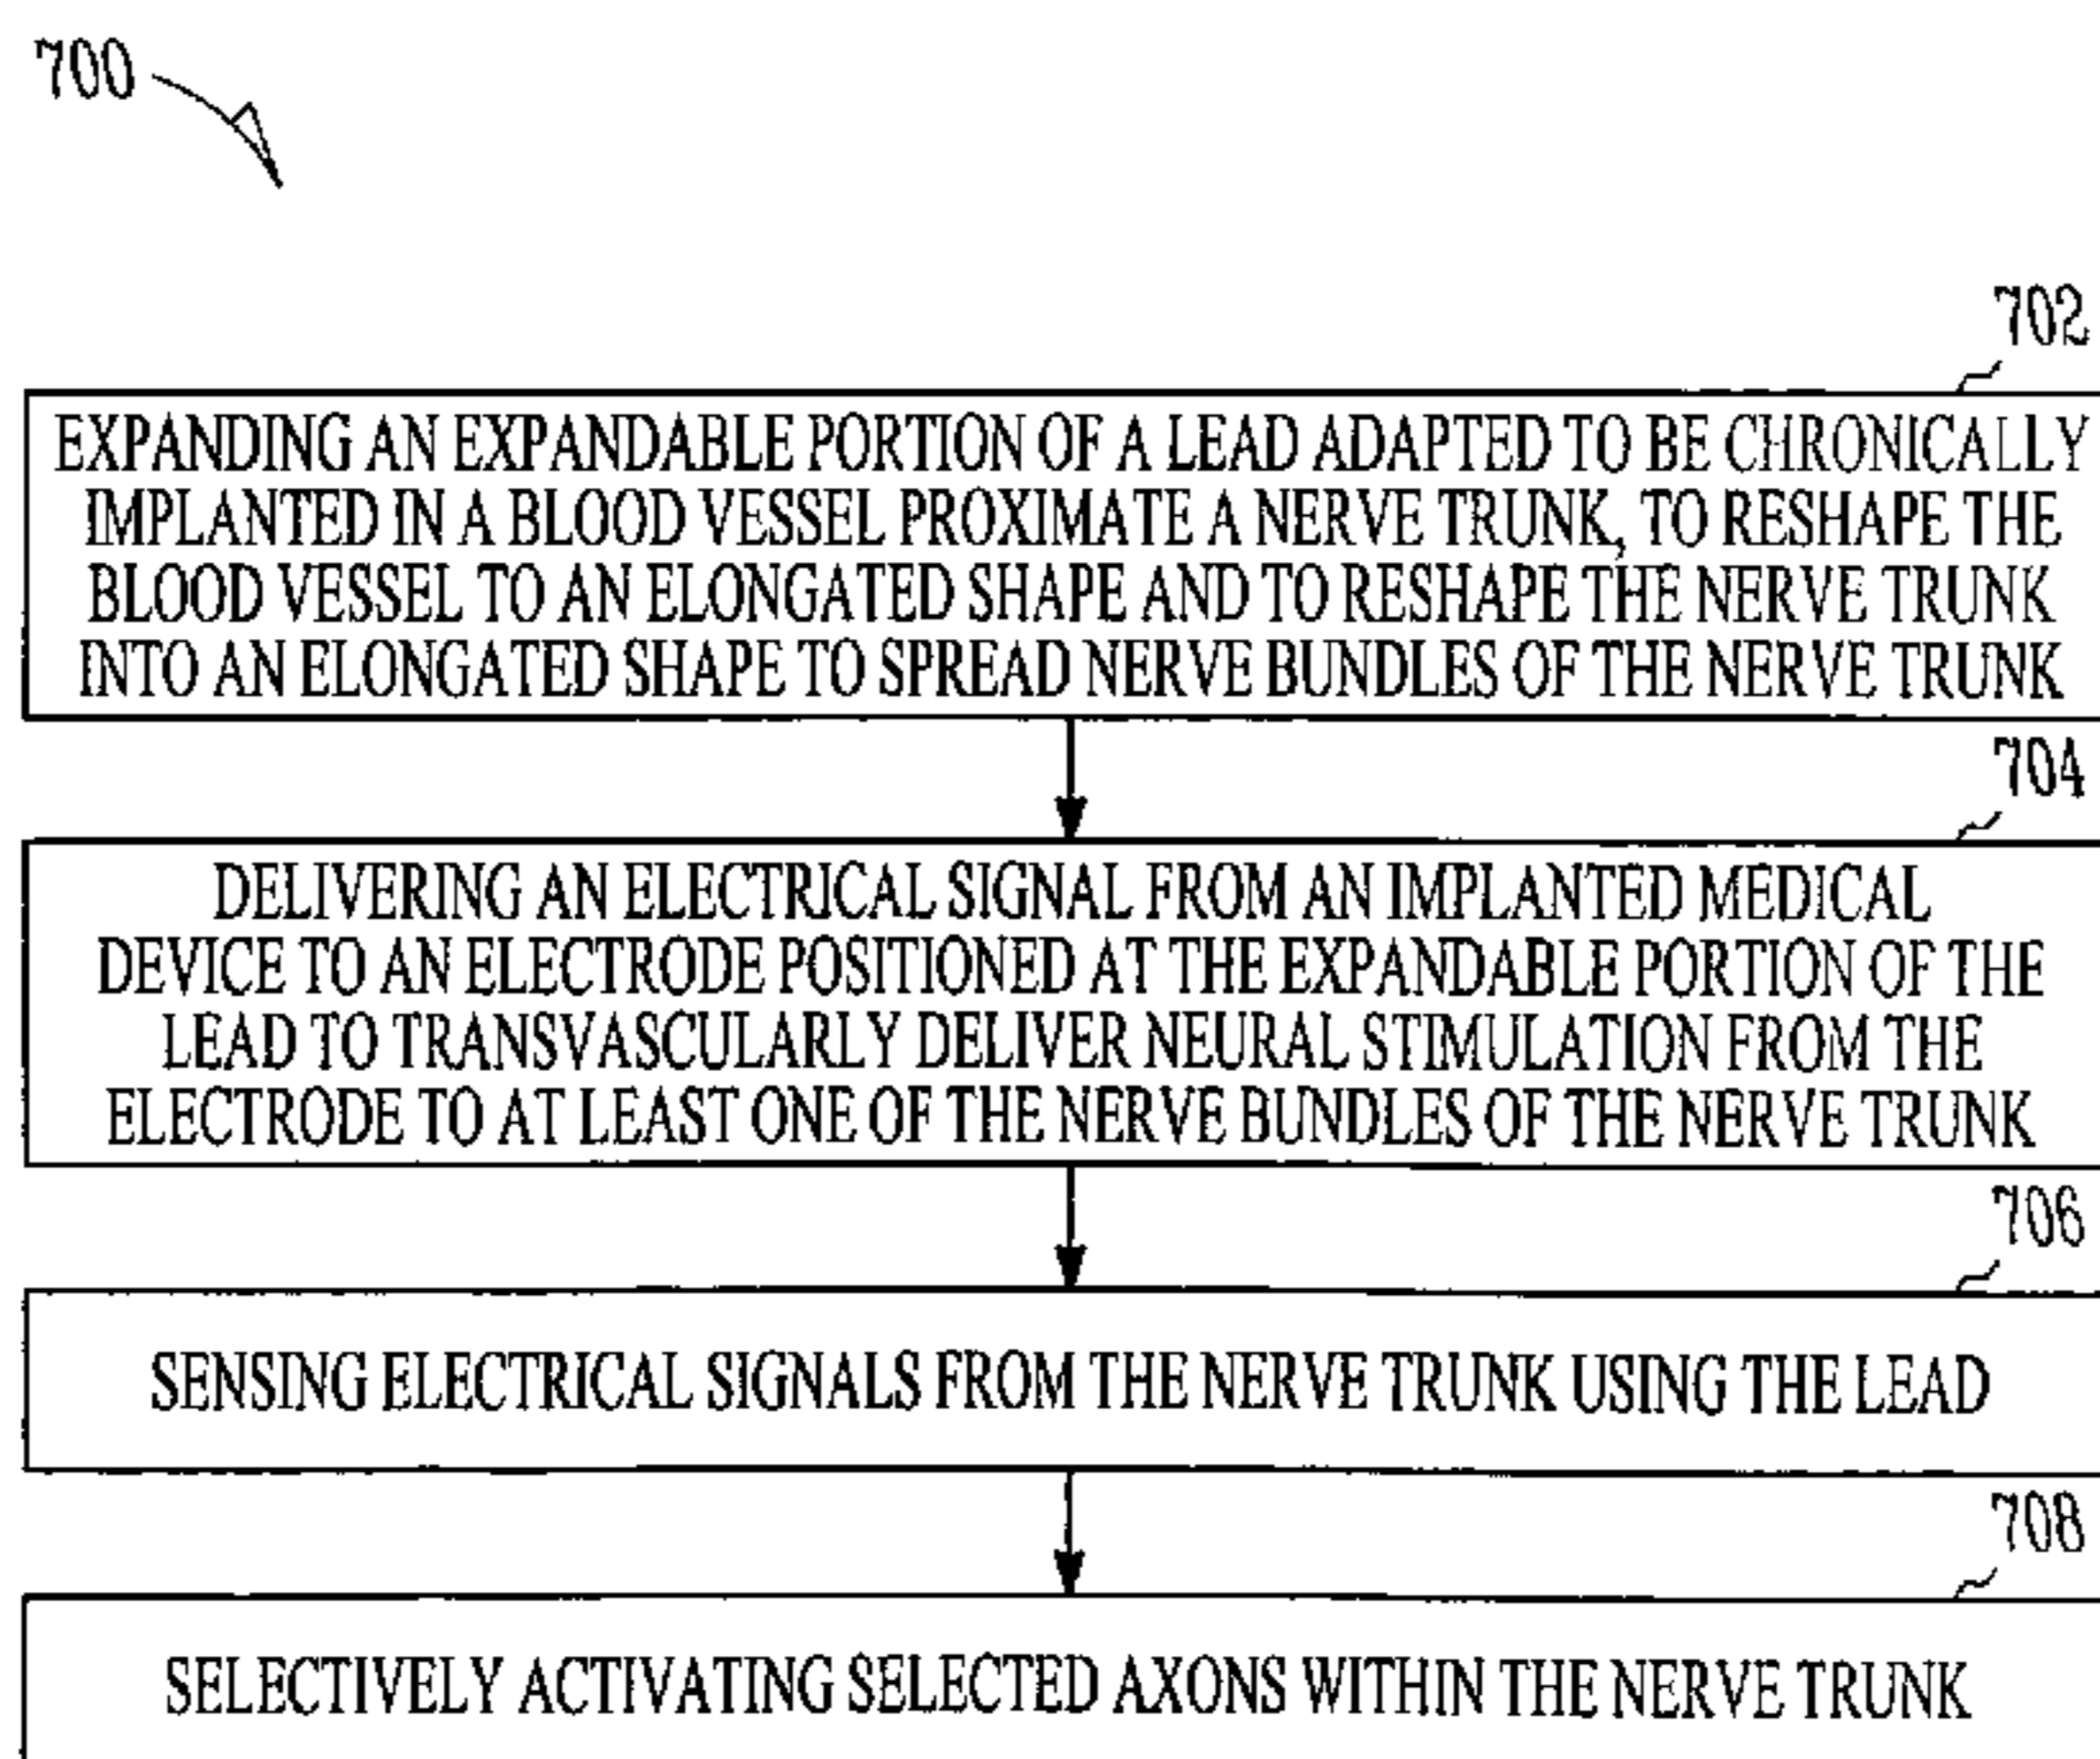 700
702
EXPANDING AN EXPANDABLE PORTION OF A LEAD ADAPTED TO BE CHRONICALLY
IMPLANTED IN A BLOOD VESSEL PROXIMATE A NERVE TRUNK, TO RESHAPE THE
BLOOD VESSEL TO AN ELONGATED SHAPE AND TO RESHAPE THE NERVE TRUNK
INTO AN ELONGATED SHAPE TO SPREAD NERVE BUNDLES OF THE NERVE TRUNK
704
DELIVERING AN ELECTRICAL SIGNAL FROM AN IMPLANTED MEDICAL
DEVICE TO AN ELECTRODE POSITIONED AT THE EXPANDABLE PORTION OF THE
LEAD TO TRANSVASCULARLY DELIVER NEURAL STIMULATION FROM THE
ELECTRODE TO AT LEAST ONE OF THE NERVE BUNDLES OF THE NERVE TRUNK
706
SENSING ELECTRICAL SIGNALS FROM THE NERVE TRUNK USING THE LEAD
708
SELECTIVELY ACTIVATING SELECTED AXONS WITHIN THE NERVE TRUNK